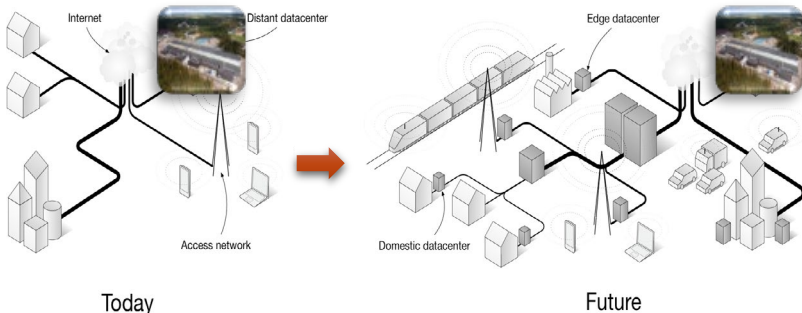 Internet
Distant datacenter
Edge datacenter
Access network
Domestic datacenter
Today
Future